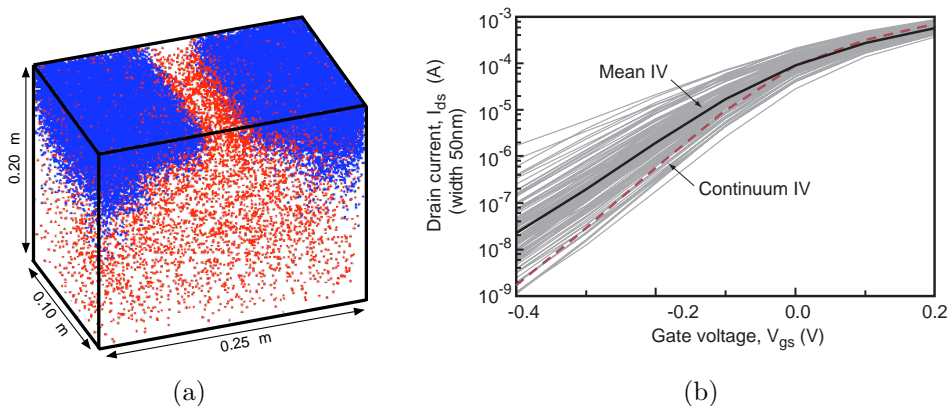 0.20 m
0.10 m
0.25 m
(a)
Drain current, I_ds (A)
(width 50nm)
10^-3
10^-4
10^-5
10^-6
10^-7
10^-8
10^-9
Mean IV
Continuum IV
-0.4
-0.2
0.0
0.2
Gate voltage, V_gs (V)
(b)